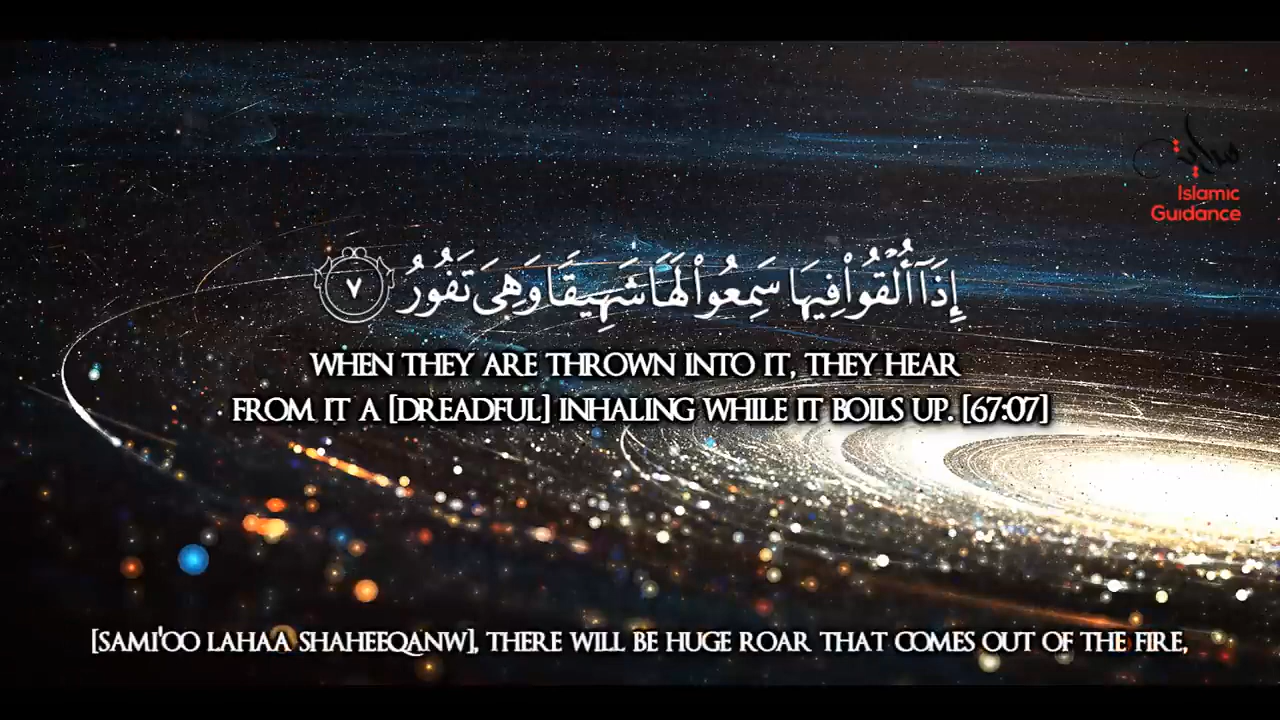 Islamic
Guidance
إِذَآ أُلْقُوا۟ فِيهَا سَمِعُوا۟ لَهَا شَهِيقًا وَهِىَ تَفُورُ ٧
WHEN THEY ARE THROWN INTO IT, THEY HEAR
FROM IT A [DREADFUL] INHALING WHILE IT BOILS UP. [67:07]
[SAMI'OO LAHAA SHAHEEQANW], THERE WILL BE HUGE ROAR THAT COMES OUT OF THE FIRE,